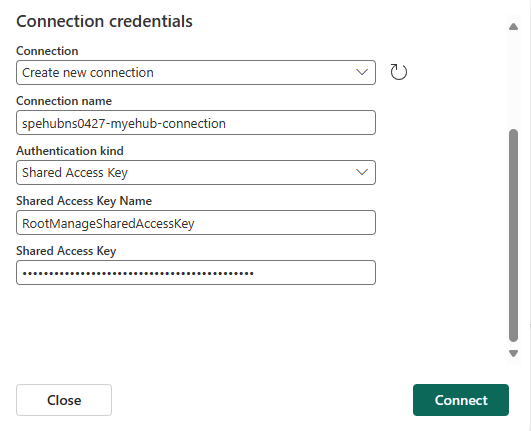 Connection credentials
Connection
Create new connection
Connection name
spehubns0427-myehub-connection
Authentication kind
Shared Access Key
Shared Access Key Name
RootManageSharedAccessKey
Shared Access Key
••••••••••••••••••••••••••••••••••••••••••••
Close
Connect